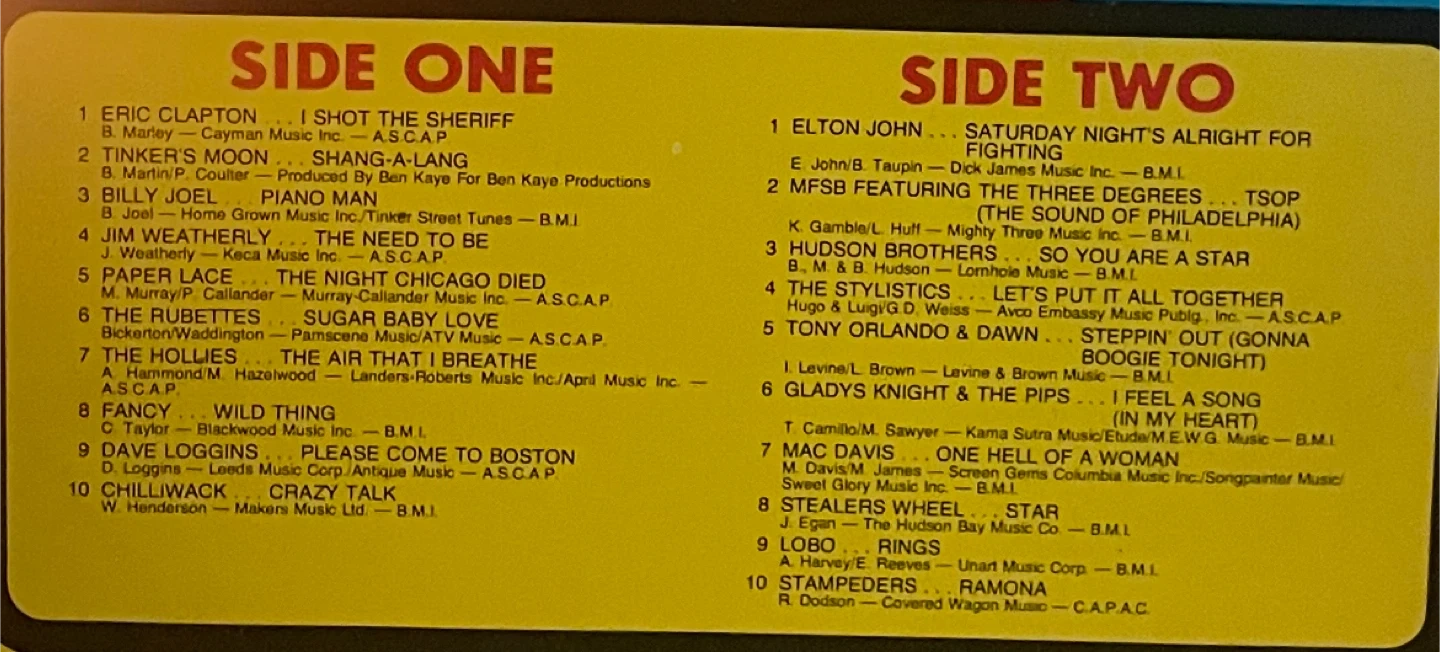 SIDE ONE
1 ERIC CLAPTON ... I SHOT THE SHERIFF
B. Marley — Cayman Music Inc. — A.S.C.A.P.
2 TINKER'S MOON ... SHANG-A-LANG
B. Martin/P. Coulter — Produced By Ben Kaye For Ben Kaye Productions
3 BILLY JOEL ... PIANO MAN
B. Joel — Home Grown Music Inc./Tinker Street Tunes — B.M.I.
4 JIM WEATHERLY ... THE NEED TO BE
J. Weatherly — Keca Music Inc. — A.S.C.A.P.
5 PAPER LACE ... THE NIGHT CHICAGO DIED
M. Murray/P. Callander — Murray-Callander Music Inc. — A.S.C.A.P.
6 THE RUBETTES ... SUGAR BABY LOVE
Bickerton/Waddington — Pamscene Music/ATV Music — A.S.C.A.P.
7 THE HOLLIES ... THE AIR THAT I BREATHE
A. Hammond/M. Hazelwood — Landers-Roberts Music Inc./April Music Inc. —
A.S.C.A.P.
8 FANCY ... WILD THING
C. Taylor — Blackwood Music Inc. — B.M.I.
9 DAVE LOGGINS ... PLEASE COME TO BOSTON
D. Loggins — Leeds Music Corp./Antique Music — A.S.C.A.P.
10 CHILLIWACK ... CRAZY TALK
W. Henderson — Makers Music Ltd. — B.M.I.
SIDE TWO
1 ELTON JOHN ... SATURDAY NIGHT'S ALRIGHT FOR
FIGHTING
E. John/B. Taupin — Dick James Music Inc. — B.M.I.
2 MFSB FEATURING THE THREE DEGREES ... TSOP
(THE SOUND OF PHILADELPHIA)
K. Gamble/L. Huff — Mighty Three Music Inc. — B.M.I.
3 HUDSON BROTHERS ... SO YOU ARE A STAR
B., M. & B. Hudson — Lornhole Music — B.M.I.
4 THE STYLISTICS ... LET'S PUT IT ALL TOGETHER
Hugo & Luigi/G.D. Weiss — Avco Embassy Music Publg., Inc. — A.S.C.A.P.
5 TONY ORLANDO & DAWN ... STEPPIN' OUT (GONNA
BOOGIE TONIGHT)
I. Levine/L. Brown — Levine & Brown Music — B.M.I.
6 GLADYS KNIGHT & THE PIPS ... I FEEL A SONG
(IN MY HEART)
T. Camillo/M. Sawyer — Kama Sutra Music/Etude/M.E.W.G. Music — B.M.I.
7 MAC DAVIS ... ONE HELL OF A WOMAN
M. Davis/M. James — Screen Gems Columbia Music Inc./Songpainter Music/
Sweet Glory Music Inc. — B.M.I.
8 STEALERS WHEEL ... STAR
J. Egan — The Hudson Bay Music Co. — B.M.I.
9 LOBO ... RINGS
A. Harvey/E. Reeves — Unart Music Corp. — B.M.I.
10 STAMPEDERS ... RAMONA
R. Dodson — Covered Wagon Music — C.A.P.A.C.